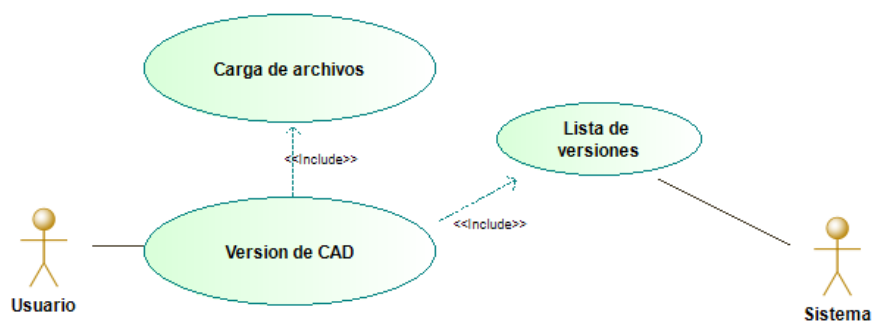 Carga de archivos
Lista de
versiones
<<Include>>
<<Include>>
Version de CAD
Usuario
Sistema